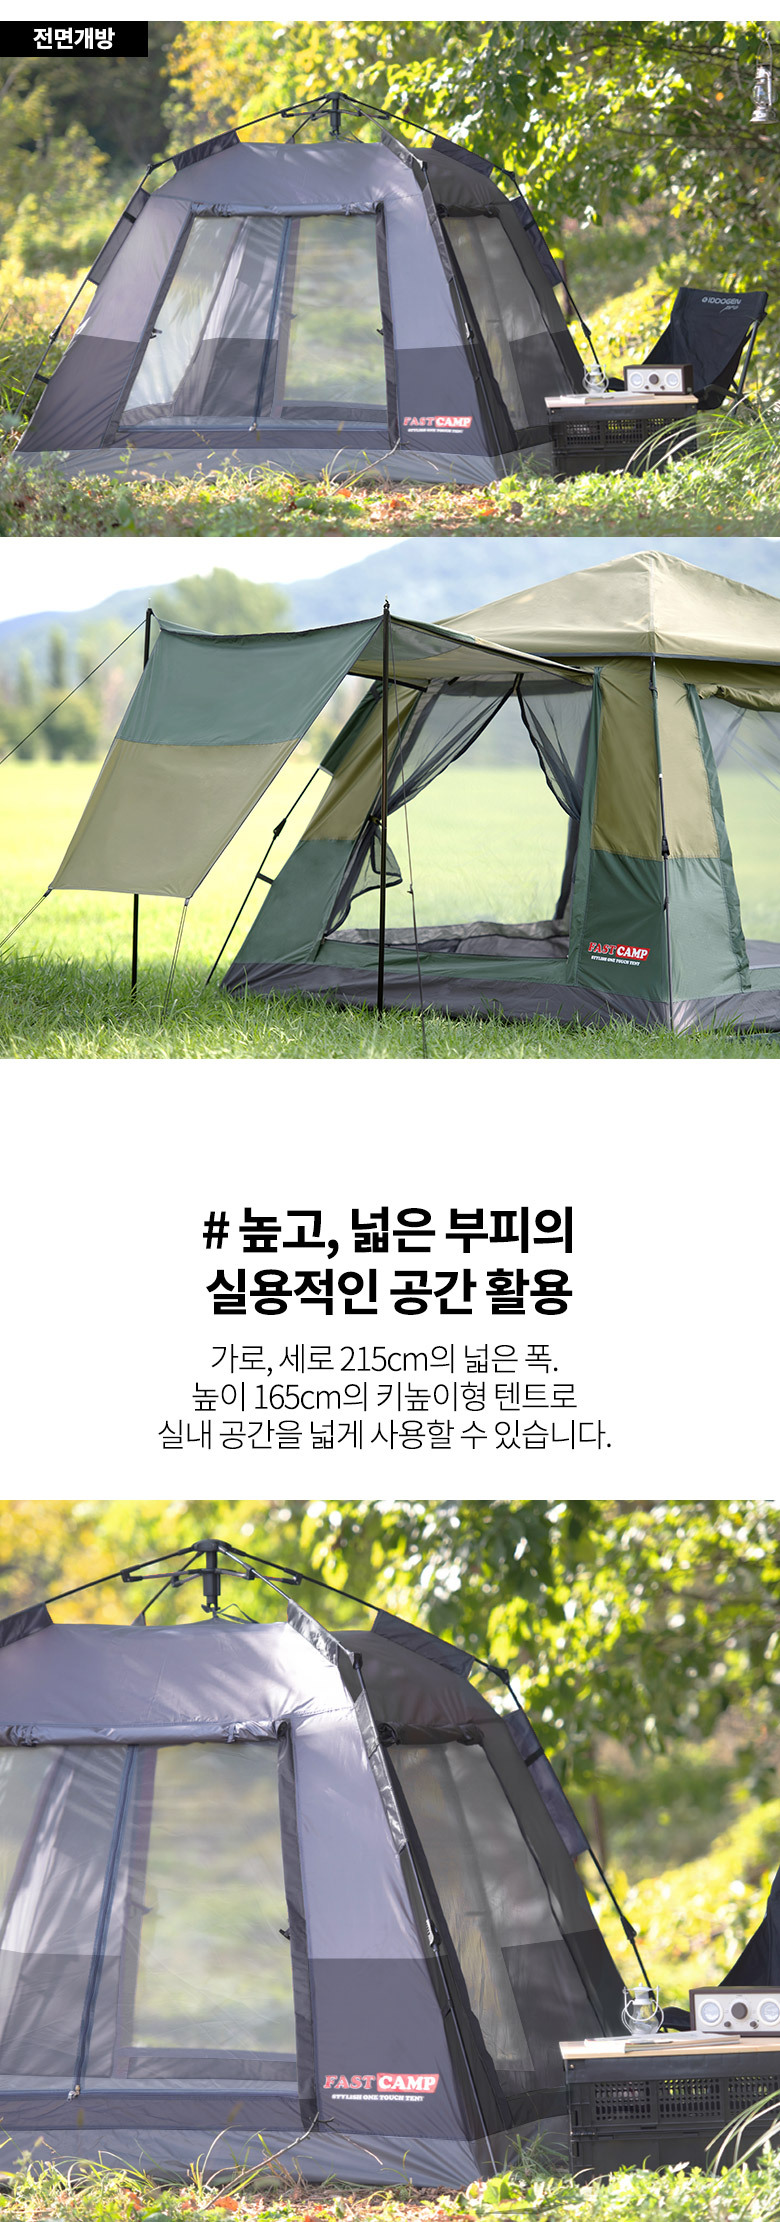 전면개방
IDOOGEN
FAST CAMP
STYLISH ONE TOUCH TENT
FAST CAMP
STYLISH ONE TOUCH TENT
# 높고, 넓은 부피의
실용적인 공간 활용
가로, 세로 215cm의 넓은 폭.
높이 165cm의 키높이형 텐트로
실내 공간을 넓게 사용할 수 있습니다.
FAST CAMP
STYLISH ONE TOUCH TENT